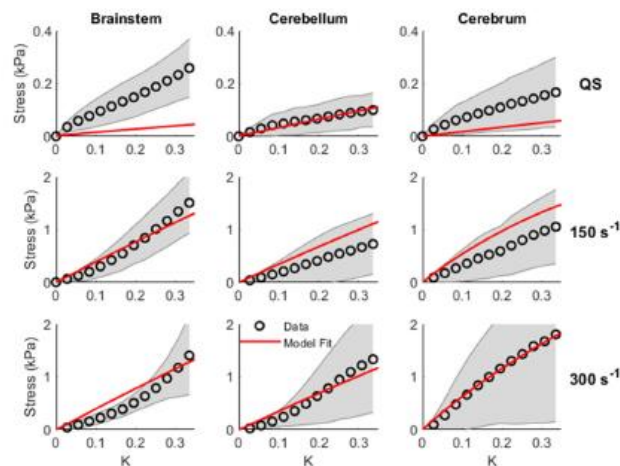 Brainstem Cerebellum Cerebrum
Stress (kPa) 0.4 0.2 0 0 0.1 0.2 0.3
0.4 0.2 0 0 0.1 0.2 0.3
0.4 0.2 0 0 0.1 0.2 0.3
QS
Stress (kPa) 2 1 0 0 0.1 0.2 0.3
2 1 0 0 0.1 0.2 0.3
2 1 0 0 0.1 0.2 0.3
150 s⁻¹
Stress (kPa) 2 1 0 0 0.1 0.2 0.3
K
2 1 0 0 0.1 0.2 0.3
Data
Model Fit
K
2 1 0 0 0.1 0.2 0.3
K
300 s⁻¹